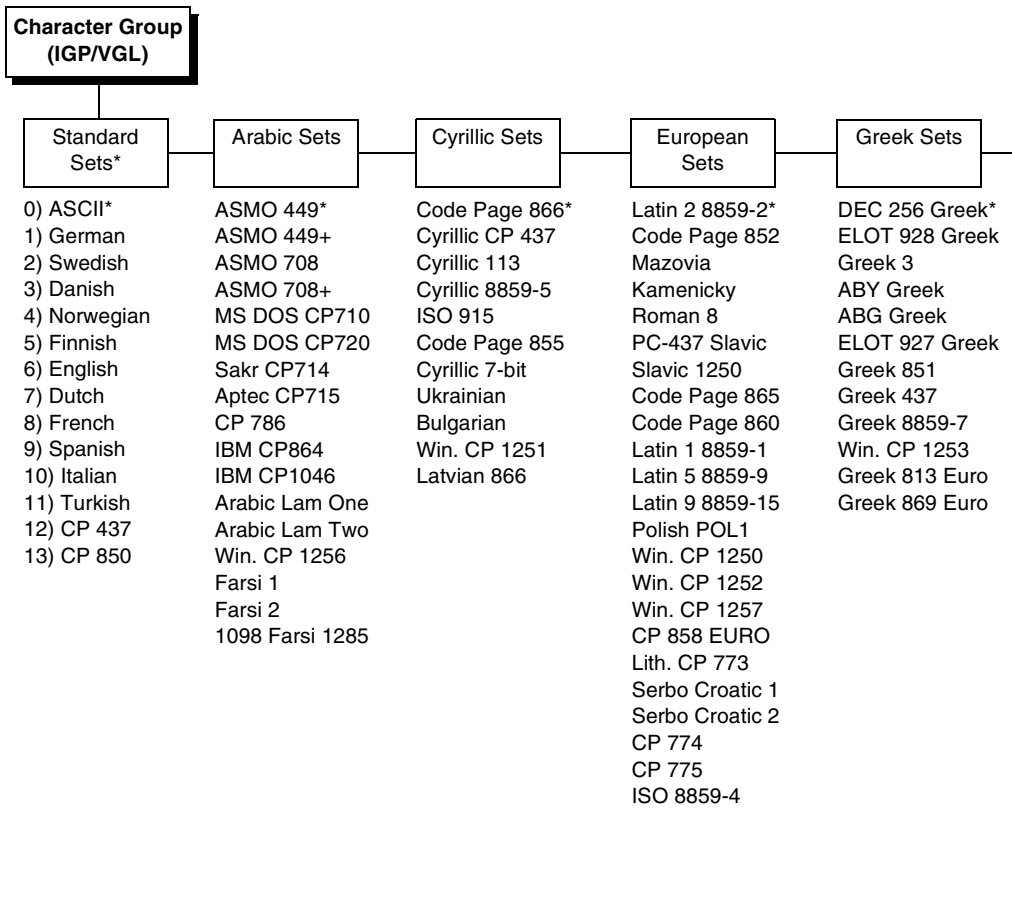 Character Group
(IGP/VGL)
Standard
Sets*
0) ASCII*
1) German
2) Swedish
3) Danish
4) Norwegian
5) Finnish
6) English
7) Dutch
8) French
9) Spanish
10) Italian
11) Turkish
12) CP 437
13) CP 850
Arabic Sets
ASMO 449*
ASMO 449+
ASMO 708
ASMO 708+
MS DOS CP710
MS DOS CP720
Sakr CP714
Aptec CP715
CP 786
IBM CP864
IBM CP1046
Arabic Lam One
Arabic Lam Two
Win. CP 1256
Farsi 1
Farsi 2
1098 Farsi 1285
Cyrillic Sets
Code Page 866*
Cyrillic CP 437
Cyrillic 113
Cyrillic 8859-5
ISO 915
Code Page 855
Cyrillic 7-bit
Ukrainian
Bulgarian
Win. CP 1251
Latvian 866
European
Sets
Latin 2 8859-2*
Code Page 852
Mazovia
Kamenicky
Roman 8
PC-437 Slavic
Slavic 1250
Code Page 865
Code Page 860
Latin 1 8859-1
Latin 5 8859-9
Latin 9 8859-15
Polish POL1
Win. CP 1250
Win. CP 1252
Win. CP 1257
CP 858 EURO
Lith. CP 773
Serbo Croatic 1
Serbo Croatic 2
CP 774
CP 775
ISO 8859-4
Greek Sets
DEC 256 Greek*
ELOT 928 Greek
Greek 3
ABY Greek
ABG Greek
ELOT 927 Greek
Greek 851
Greek 437
Greek 8859-7
Win. CP 1253
Greek 813 Euro
Greek 869 Euro